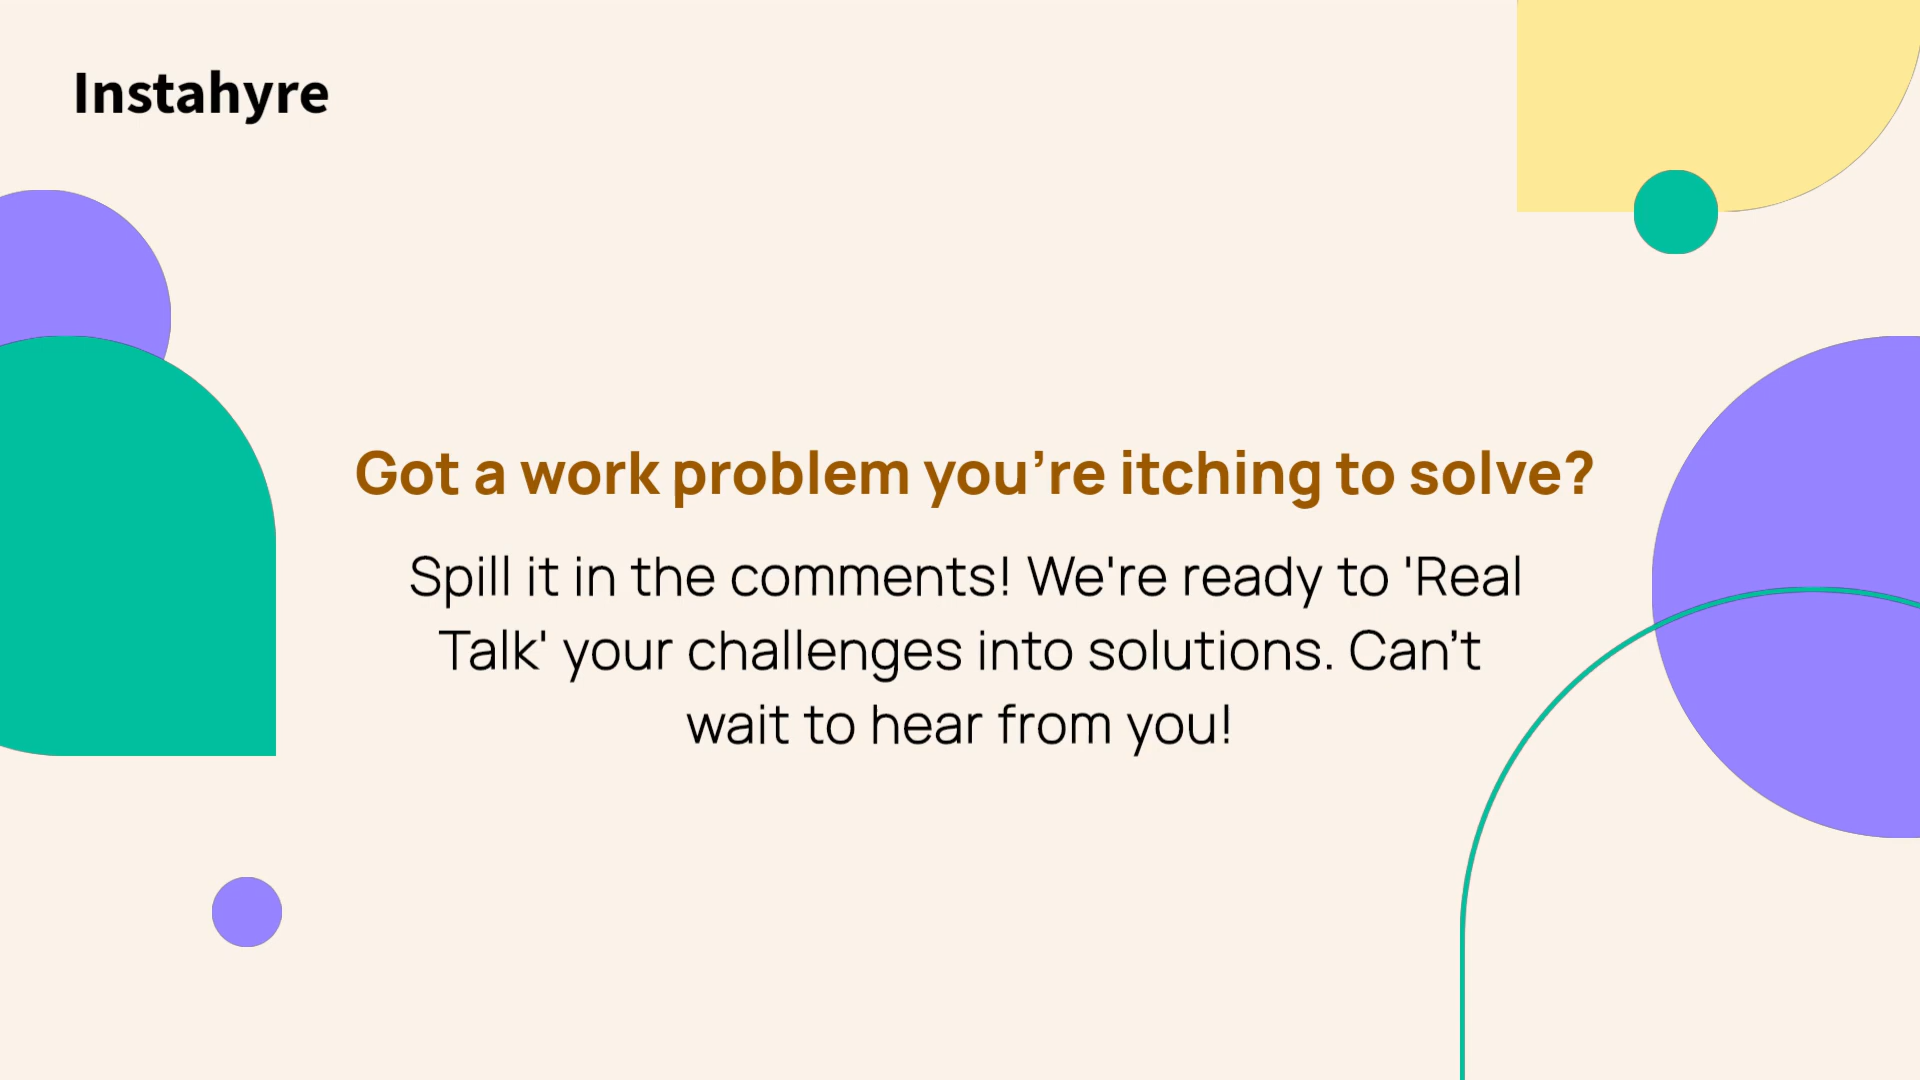 Instahyre
Got a work problem you’re itching to solve?
Spill it in the comments! We're ready to 'Real
Talk' your challenges into solutions. Can’t
wait to hear from you!